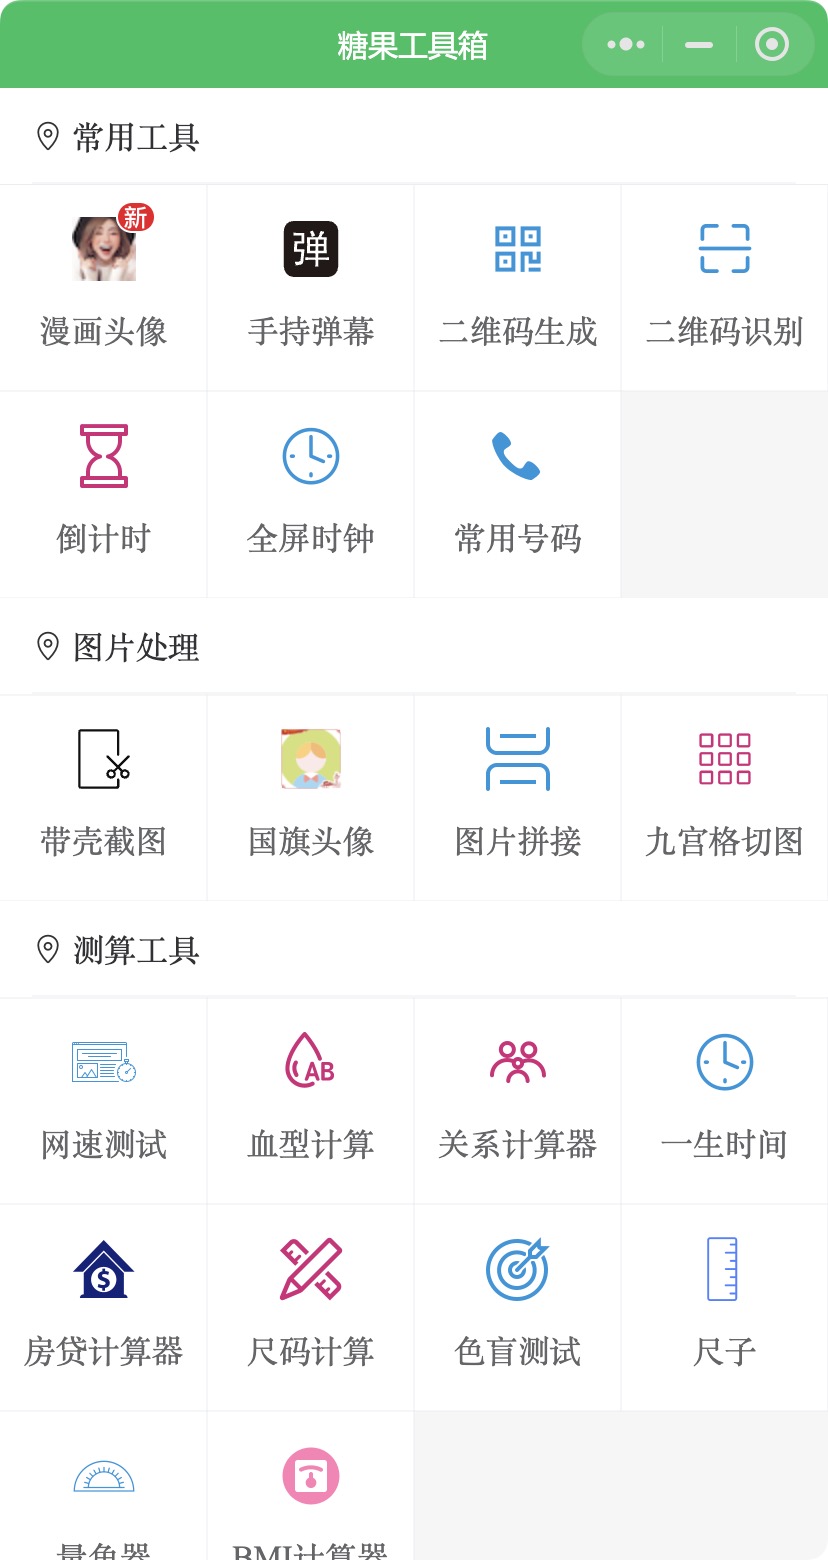 糖果工具箱
常用工具
新
弹
漫画头像 手持弹幕 二维码生成 二维码识别
倒计时 全屏时钟 常用号码
图片处理
带壳截图 国旗头像 图片拼接 九宫格切图
测算工具
AB
网速测试 血型计算 关系计算器 一生时间
$
房贷计算器 尺码计算 色盲测试 尺子
量角器 BMI计算器